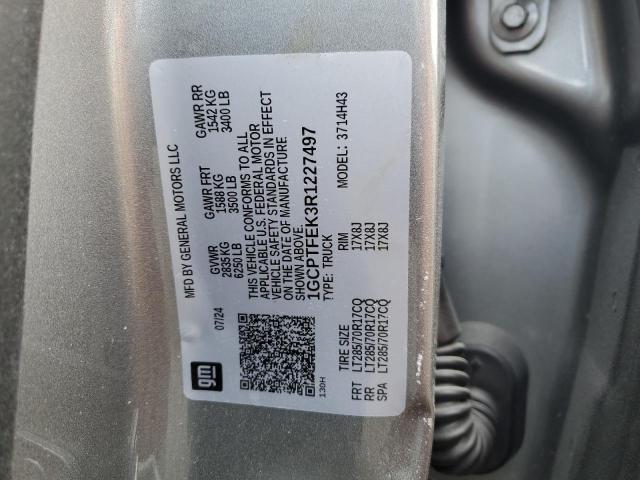 gm
MFD BY GENERAL MOTORS LLC
07/24
GVWR GAWR FRT GAWR RR
2835 KG 1588 KG 1542 KG
6250 LB 3500 LB 3400 LB
THIS VEHICLE CONFORMS TO ALL
APPLICABLE U.S. FEDERAL MOTOR
VEHICLE SAFETY STANDARDS IN EFFECT
ON THE DATE OF MANUFACTURE
SHOWN ABOVE.
1GCPTFEK3R1227497
TYPE: TRUCK MODEL: 3714H43
130H
TIRE SIZE RIM
FRT LT285/70R17CQ 17X8J
RR LT285/70R17CQ 17X8J
SPA LT285/70R17CQ 17X8J